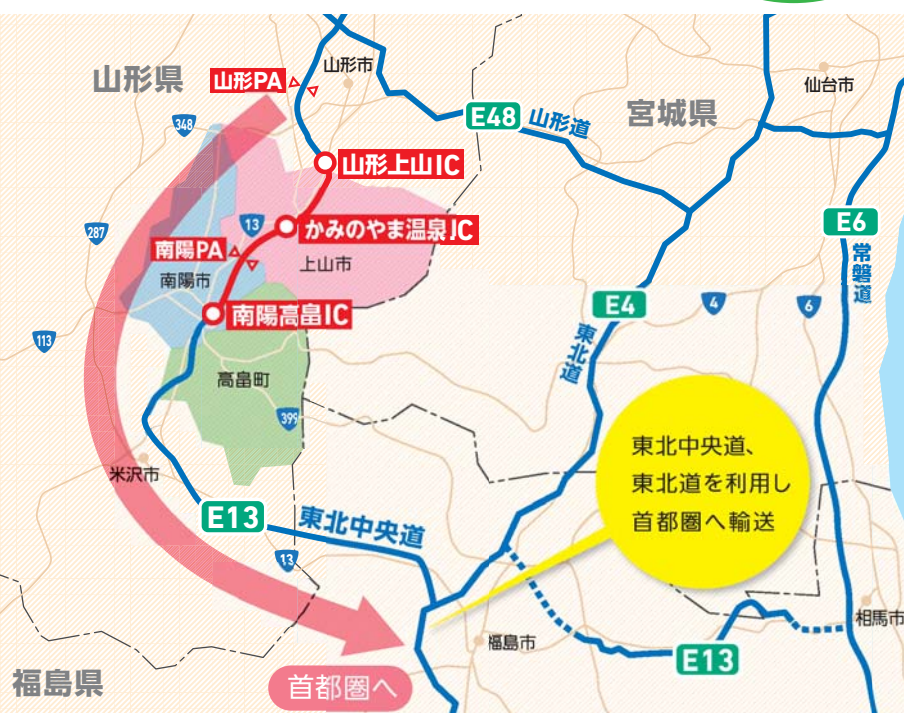 山形県
山形PA
山形市
仙台市
宮城県
E48 山形道
348
山形上山IC
E6
常磐道
287
13
かみのやま温泉IC
南陽PA
上山市
南陽市
E4
4
6
南陽高畠IC
東北道
113
高畠町
399
東北中央道、
東北道を利用し
首都圏へ輸送
米沢市
E13 東北中央道
13
相馬市
福島市
E13
福島県
首都圏へ